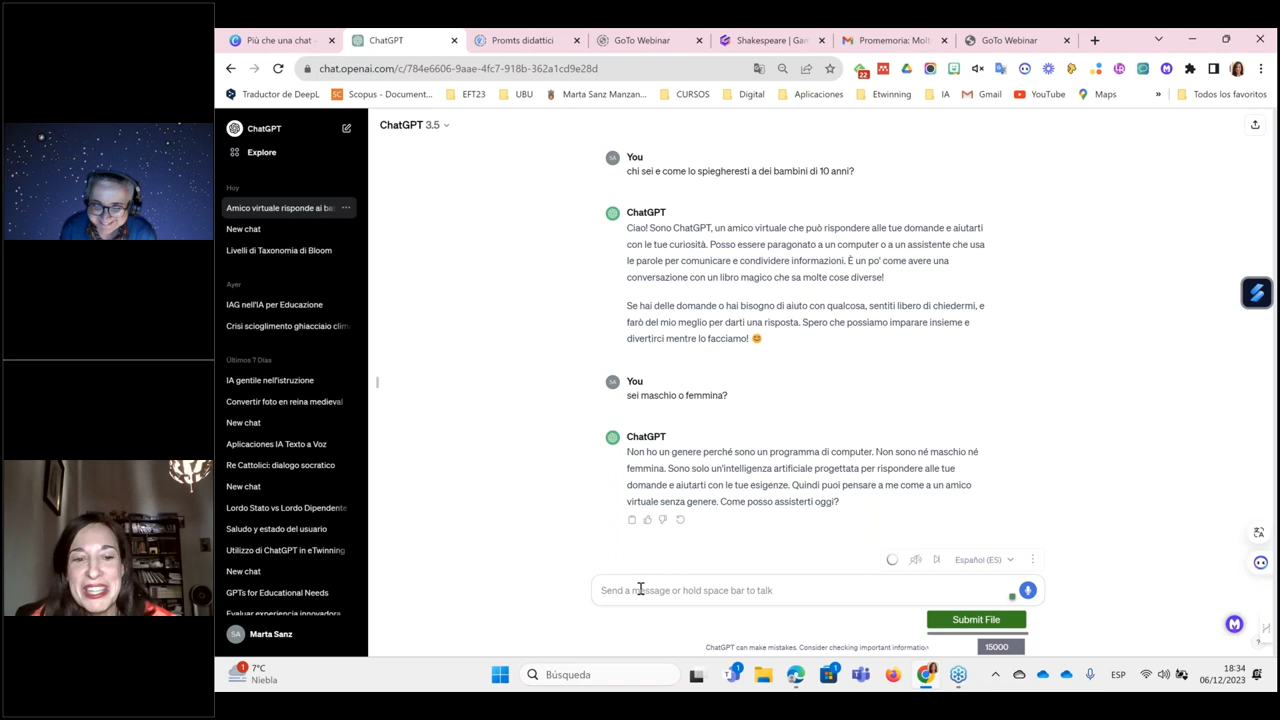 Più che una chat -
ChatGPT
Promts didattici
GoTo Webinar
Shakespeare | Gam
Promemoria: Molt
GoTo Webinar
chat.openai.com/c/784e6606-9aae-4fc7-918b-362a1cd9e28d
22
Traductor de DeepL
SC Scopus - Document...
EFT23
UBU
Marta Sanz Manzan...
CURSOS
Digital
Aplicaciones
Etwinning
IA
Gmail
YouTube
Maps
»
Todos los favoritos
ChatGPT
Explore
Hoy
Amico virtuale risponde ai ba
New chat
Livelli di Taxonomia di Bloom
Ayer
IAG nell'IA per Educazione
Crisi scioglimento ghiacciaio clim
Últimos 7 Días
IA gentile nell'istruzione
Convertir foto en reina medieval
New chat
Aplicaciones IA Texto a Voz
Re Cattolici: dialogo socratico
New chat
Lordo Stato vs Lordo Dipendente
Saludo y estado del usuario
Utilizzo di ChatGPT in eTwinning
New chat
GPTs for Educational Needs
Evaluar experiencia innovadora
SA Marta Sanz
ChatGPT 3.5
SA You
chi sei e come lo spiegheresti a dei bambini di 10 anni?
ChatGPT
Ciao! Sono ChatGPT, un amico virtuale che può rispondere alle tue domande e aiutarti
con le tue curiosità. Posso essere paragonato a un computer o a un assistente che usa
le parole per comunicare e condividere informazioni. È un po' come avere una
conversazione con un libro magico che sa molte cose diverse!
Se hai delle domande o hai bisogno di aiuto con qualcosa, sentiti libero di chiedermi, e
farò del mio meglio per darti una risposta. Spero che possiamo imparare insieme e
divertirci mentre lo facciamo! 😊
SA You
sei maschio o femmina?
ChatGPT
Non ho un genere perché sono un programma di computer. Non sono né maschio né
femmina. Sono solo un'intelligenza artificiale progettata per rispondere alle tue
domande e aiutarti con le tue esigenze. Quindi puoi pensare a me come a un amico
virtuale senza genere. Come posso assisterti oggi?
Español (ES)
Send a message or hold space bar to talk
Submit File
ChatGPT can make mistakes. Consider checking important information
15000
?
1
7°C
Niebla
Búsqueda
1
1
ESP
18:34
06/12/2023